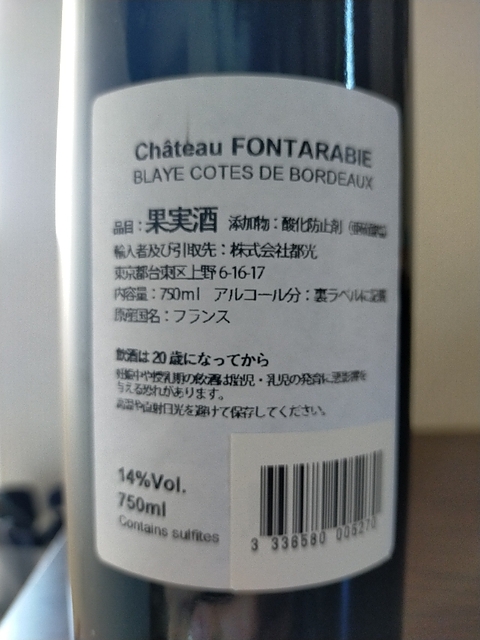 Château FONTARABIE
BLAYE COTES DE BORDEAUX
品目：果実酒 添加物：酸化防止剤（亜硫酸塩）
輸入者及び引取先：株式会社都光
東京都台東区上野6-16-17
内容量：750ml アルコール分：裏ラベルに記載
原産国名：フランス
飲酒は20歳になってから
妊娠中や授乳期の飲酒は胎児・乳児の発育に悪影響を
与える恐れがあります。
高温や直射日光を避けて保存してください。
14%Vol.
750ml
Contains sulfites
3 336580 005270